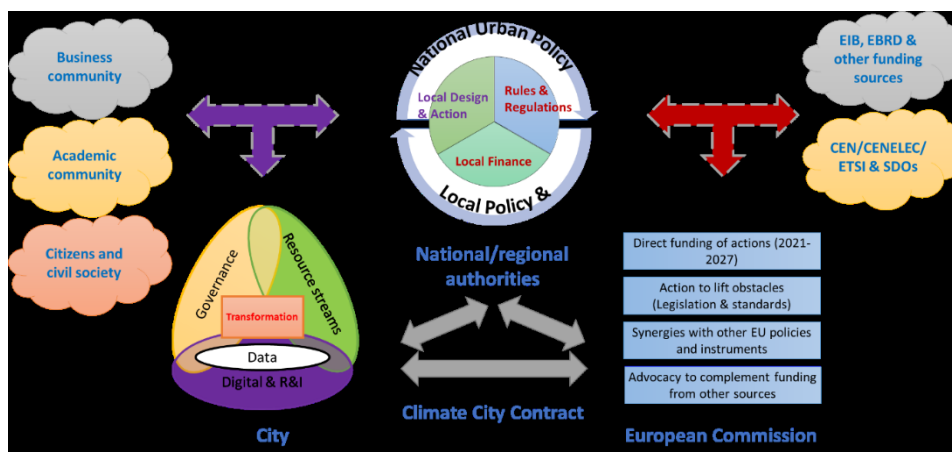 Business
community
Academic
community
Citizens and
civil society
National Urban Policy
Local Design
& Action
Rules &
Regulations
Local Finance
Local Policy &
EIB, EBRD &
other funding
sources
CEN/CENELEC/
ETSI & SDOs
Governance
Resource streams
Transformation
Data
Digital & R&I
City
National/regional
authorities
Climate City Contract
Direct funding of actions (2021-
2027)
Action to lift obstacles
(Legislation & standards)
Synergies with other EU policies
and instruments
Advocacy to complement funding
from other sources
European Commission